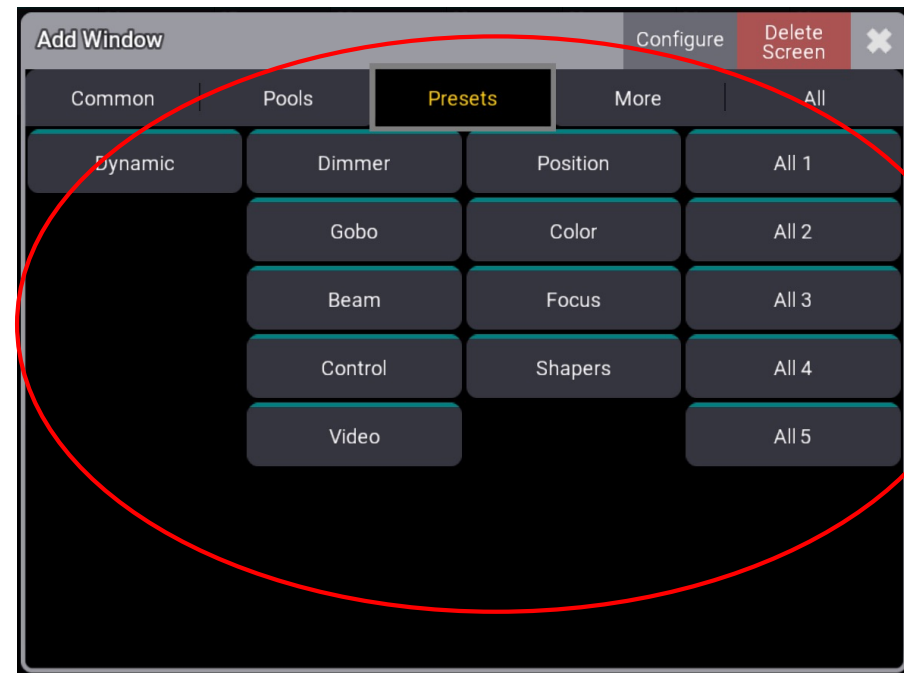 Add Window
Configure
Delete
Screen
Common
Pools
Presets
More
All
Dynamic
Dimmer
Position
All 1
Gobo
Color
All 2
Beam
Focus
All 3
Control
Shapers
All 4
Video
All 5